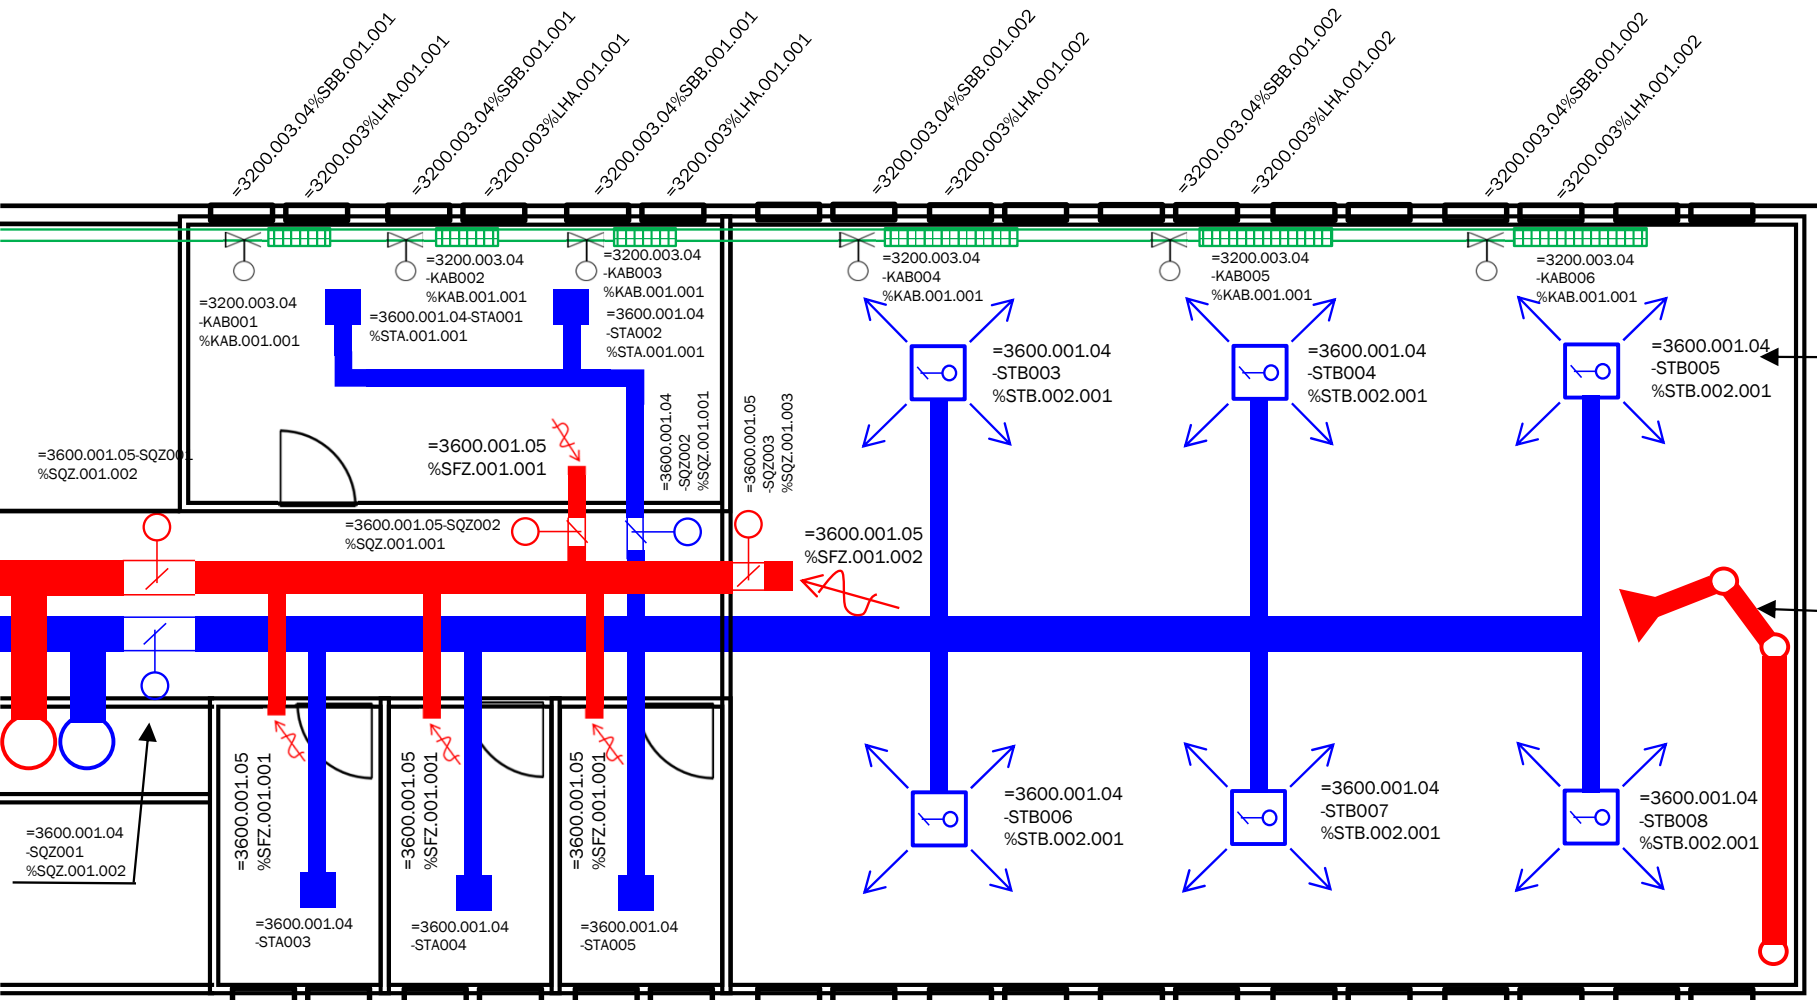 =3200.003.04%SBB.001.001
=3200.003%LHA.001.001
=3200.003.04%SBB.001.001
=3200.003%LHA.001.001
=3200.003.04%SBB.001.001
=3200.003%LHA.001.001
=3200.003.04%SBB.001.002
=3200.003%LHA.001.002
=3200.003.04%SBB.001.002
=3200.003%LHA.001.002
=3200.003.04%SBB.001.002
=3200.003%LHA.001.002
=3200.003.04
-KAB001
%KAB.001.001
=3200.003.04
-KAB002
%KAB.001.001
=3200.003.04
-KAB003
%KAB.001.001
=3200.003.04
-KAB004
%KAB.001.001
=3200.003.04
-KAB005
%KAB.001.001
=3200.003.04
-KAB006
%KAB.001.001
=3600.001.04-STA001
%STA.001.001
=3600.001.04
-STA002
%STA.001.001
=3600.001.04
-STB003
%STB.002.001
=3600.001.04
-STB004
%STB.002.001
=3600.001.04
-STB005
%STB.002.001
=3600.001.05-SQZ001
%SQZ.001.002
=3600.001.05
%SFZ.001.001
=3600.001.04
-SQZ002
%SQZ.001.001
=3600.001.05
-SQZ003
%SQZ.001.003
=3600.001.05-SQZ002
%SQZ.001.001
=3600.001.05
%SFZ.001.002
=3600.001.05
%SFZ.001.001
=3600.001.05
%SFZ.001.001
=3600.001.05
%SFZ.001.001
=3600.001.04
-STB006
%STB.002.001
=3600.001.04
-STB007
%STB.002.001
=3600.001.04
-STB008
%STB.002.001
=3600.001.04
-SQZ001
%SQZ.001.002
=3600.001.04
-STA003
=3600.001.04
-STA004
=3600.001.04
-STA005